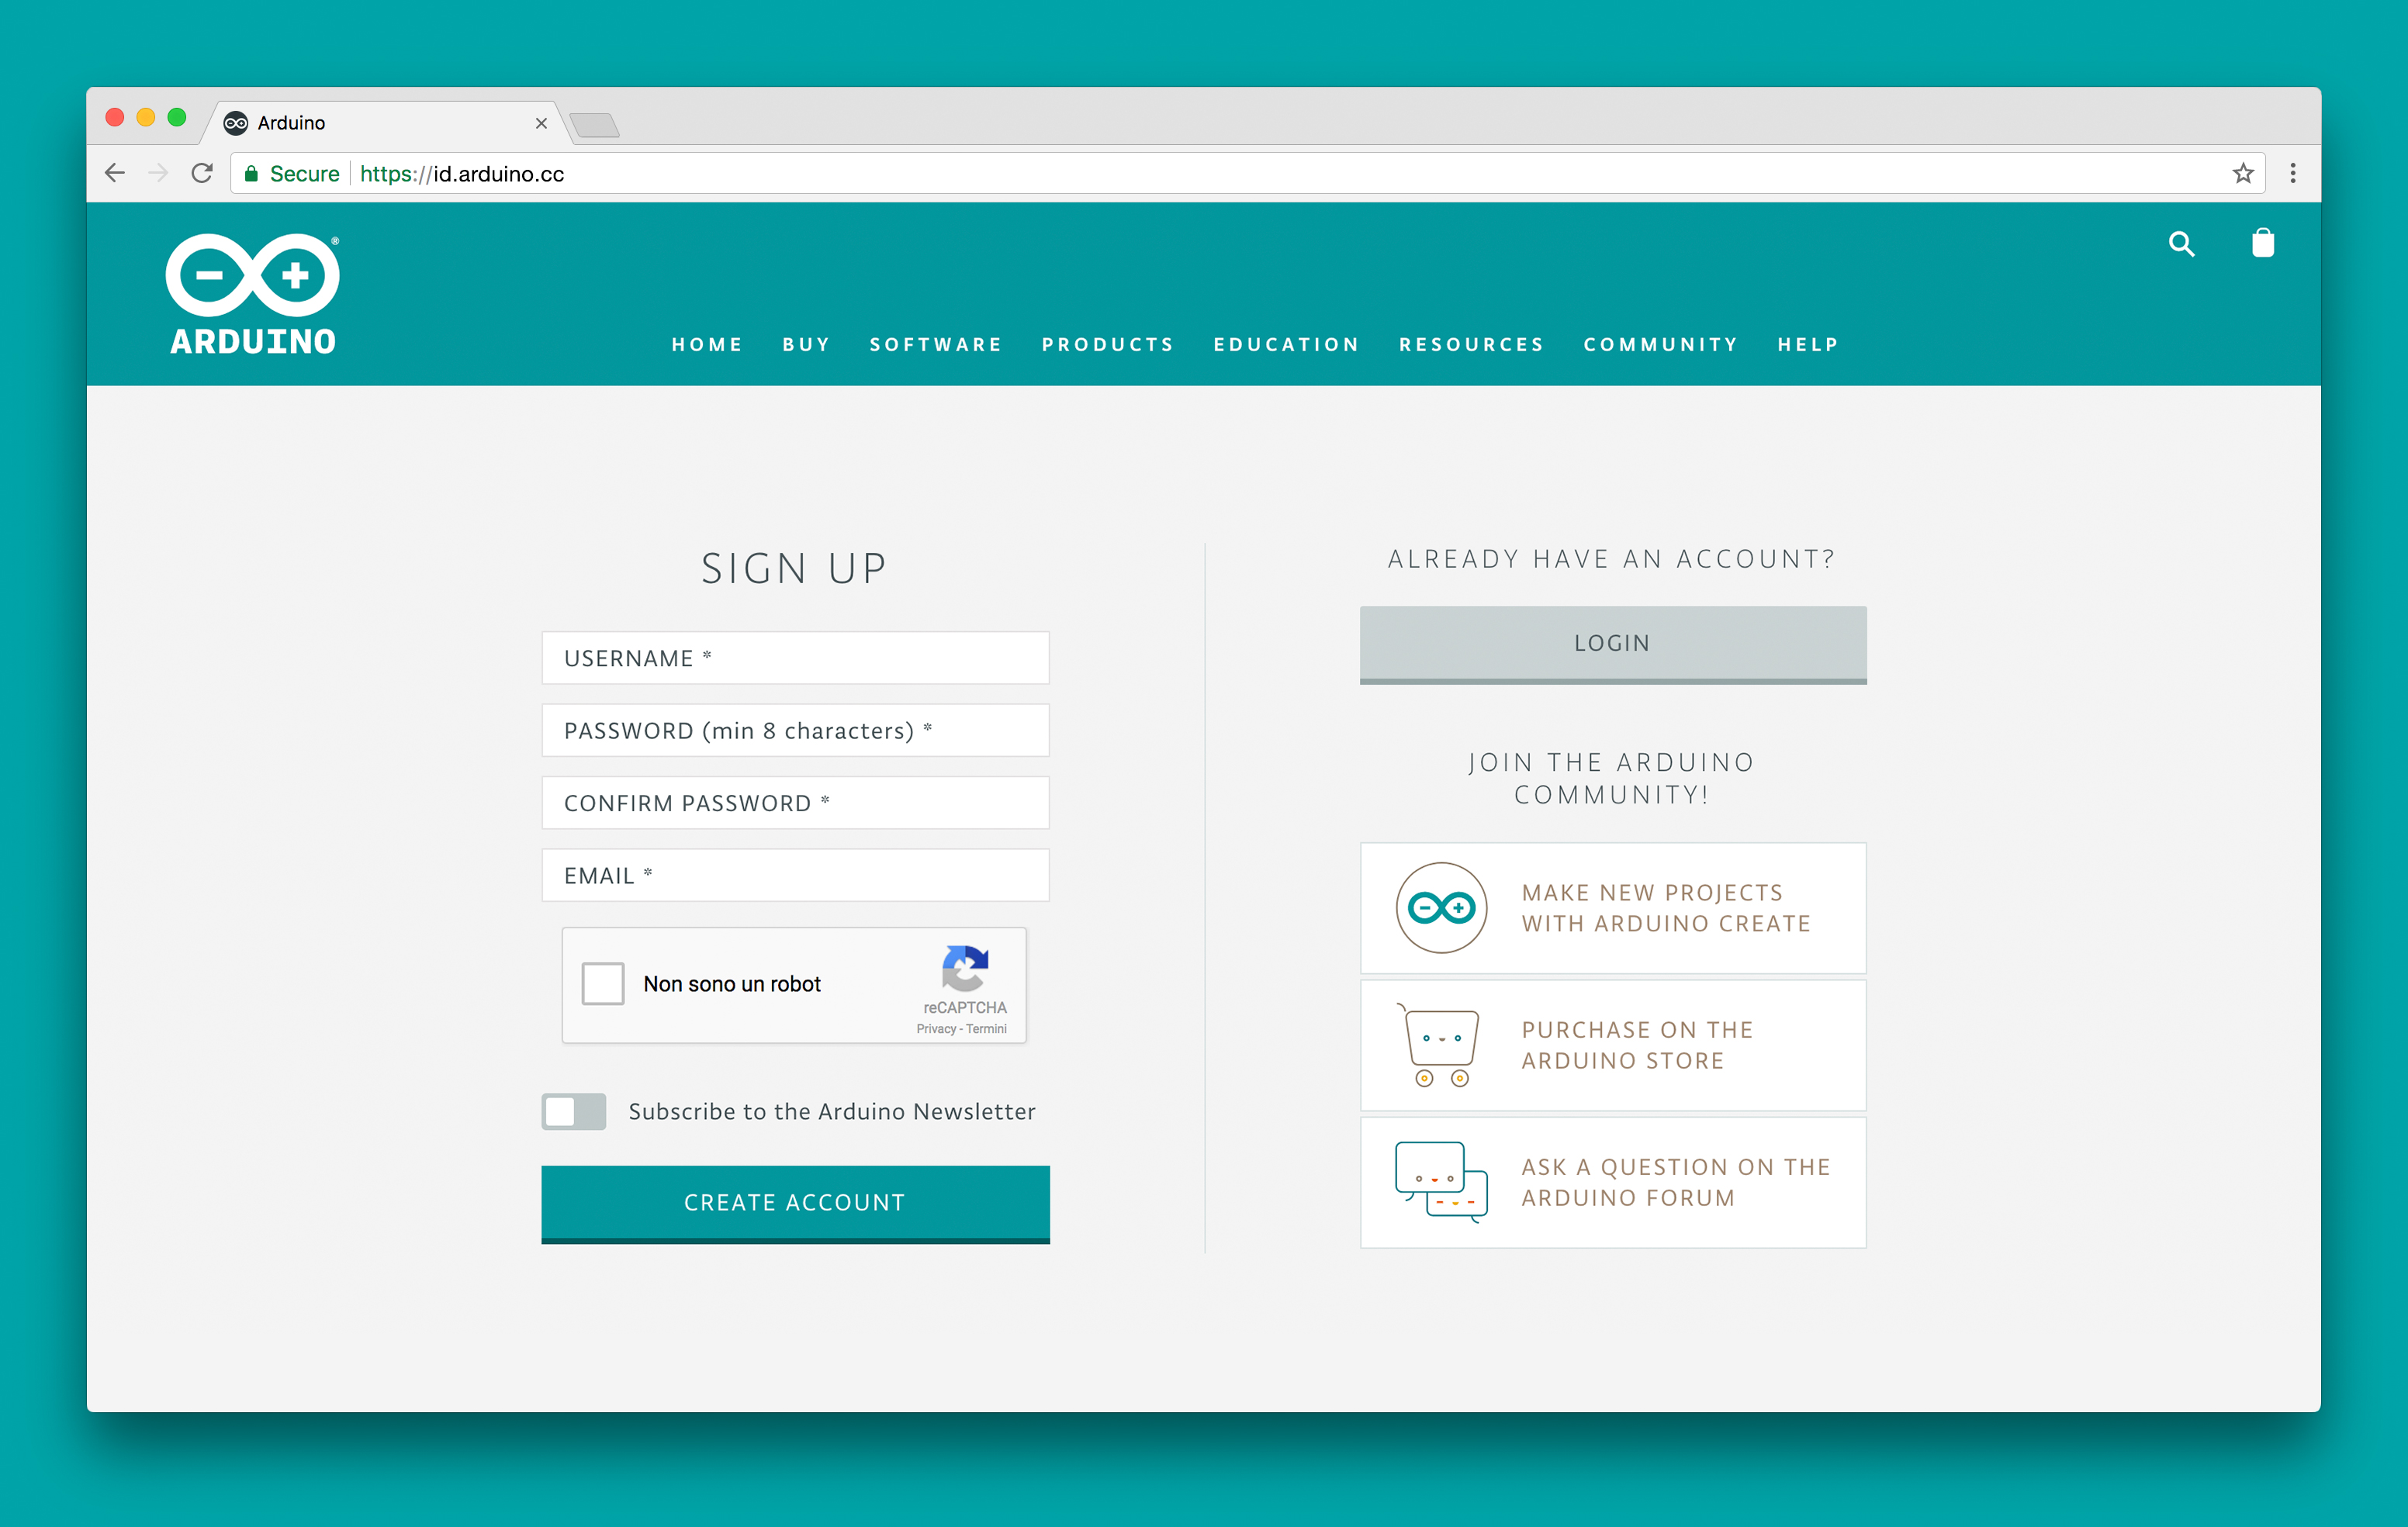 Arduino
Secure https://id.arduino.cc
ARDUINO
HOME BUY SOFTWARE PRODUCTS EDUCATION RESOURCES COMMUNITY HELP
SIGN UP
USERNAME *
PASSWORD (min 8 characters) *
CONFIRM PASSWORD *
EMAIL *
Non sono un robot
reCAPTCHA
Privacy - Termini
Subscribe to the Arduino Newsletter
CREATE ACCOUNT
ALREADY HAVE AN ACCOUNT?
LOGIN
JOIN THE ARDUINO
COMMUNITY!
MAKE NEW PROJECTS
WITH ARDUINO CREATE
PURCHASE ON THE
ARDUINO STORE
ASK A QUESTION ON THE
ARDUINO FORUM